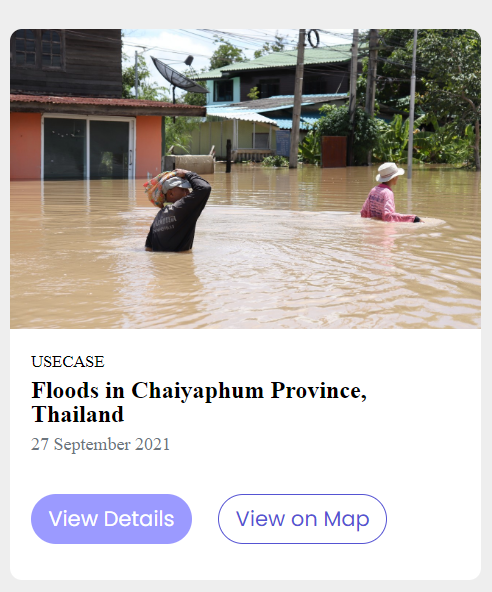 USECASE
Floods in Chaiyaphum Province,
Thailand
27 September 2021
View Details
View on Map